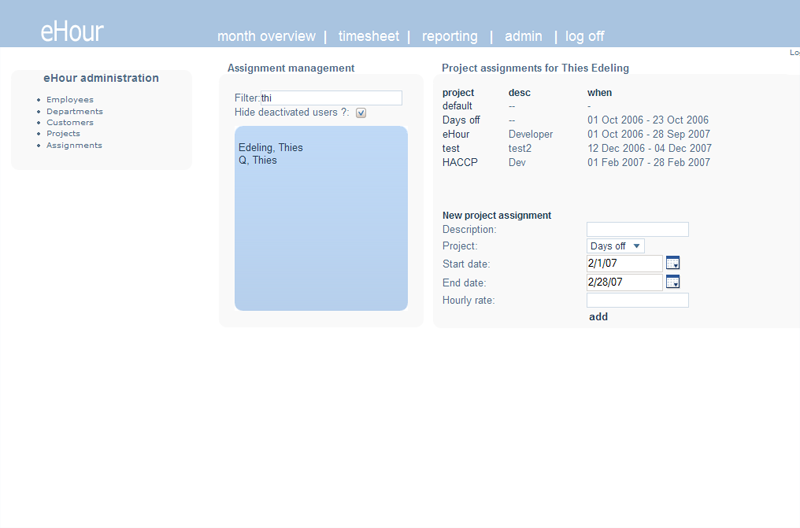 eHour
month overview | timesheet | reporting | admin | log off
eHour administration
Employees
Departments
Customers
Projects
Assignments
Assignment management
Filter: thi
Hide deactivated users ?:
Edeling, Thies
Q, Thies
Project assignments for Thies Edeling
project desc when
default -- -
Days off -- 01 Oct 2006 - 23 Oct 2006
eHour Developer 01 Oct 2006 - 28 Sep 2007
test test2 12 Dec 2006 - 04 Dec 2007
HACCP Dev 01 Feb 2007 - 28 Feb 2007
New project assignment
Description:
Project: Days off
Start date: 2/1/07
End date: 2/28/07
Hourly rate:
add